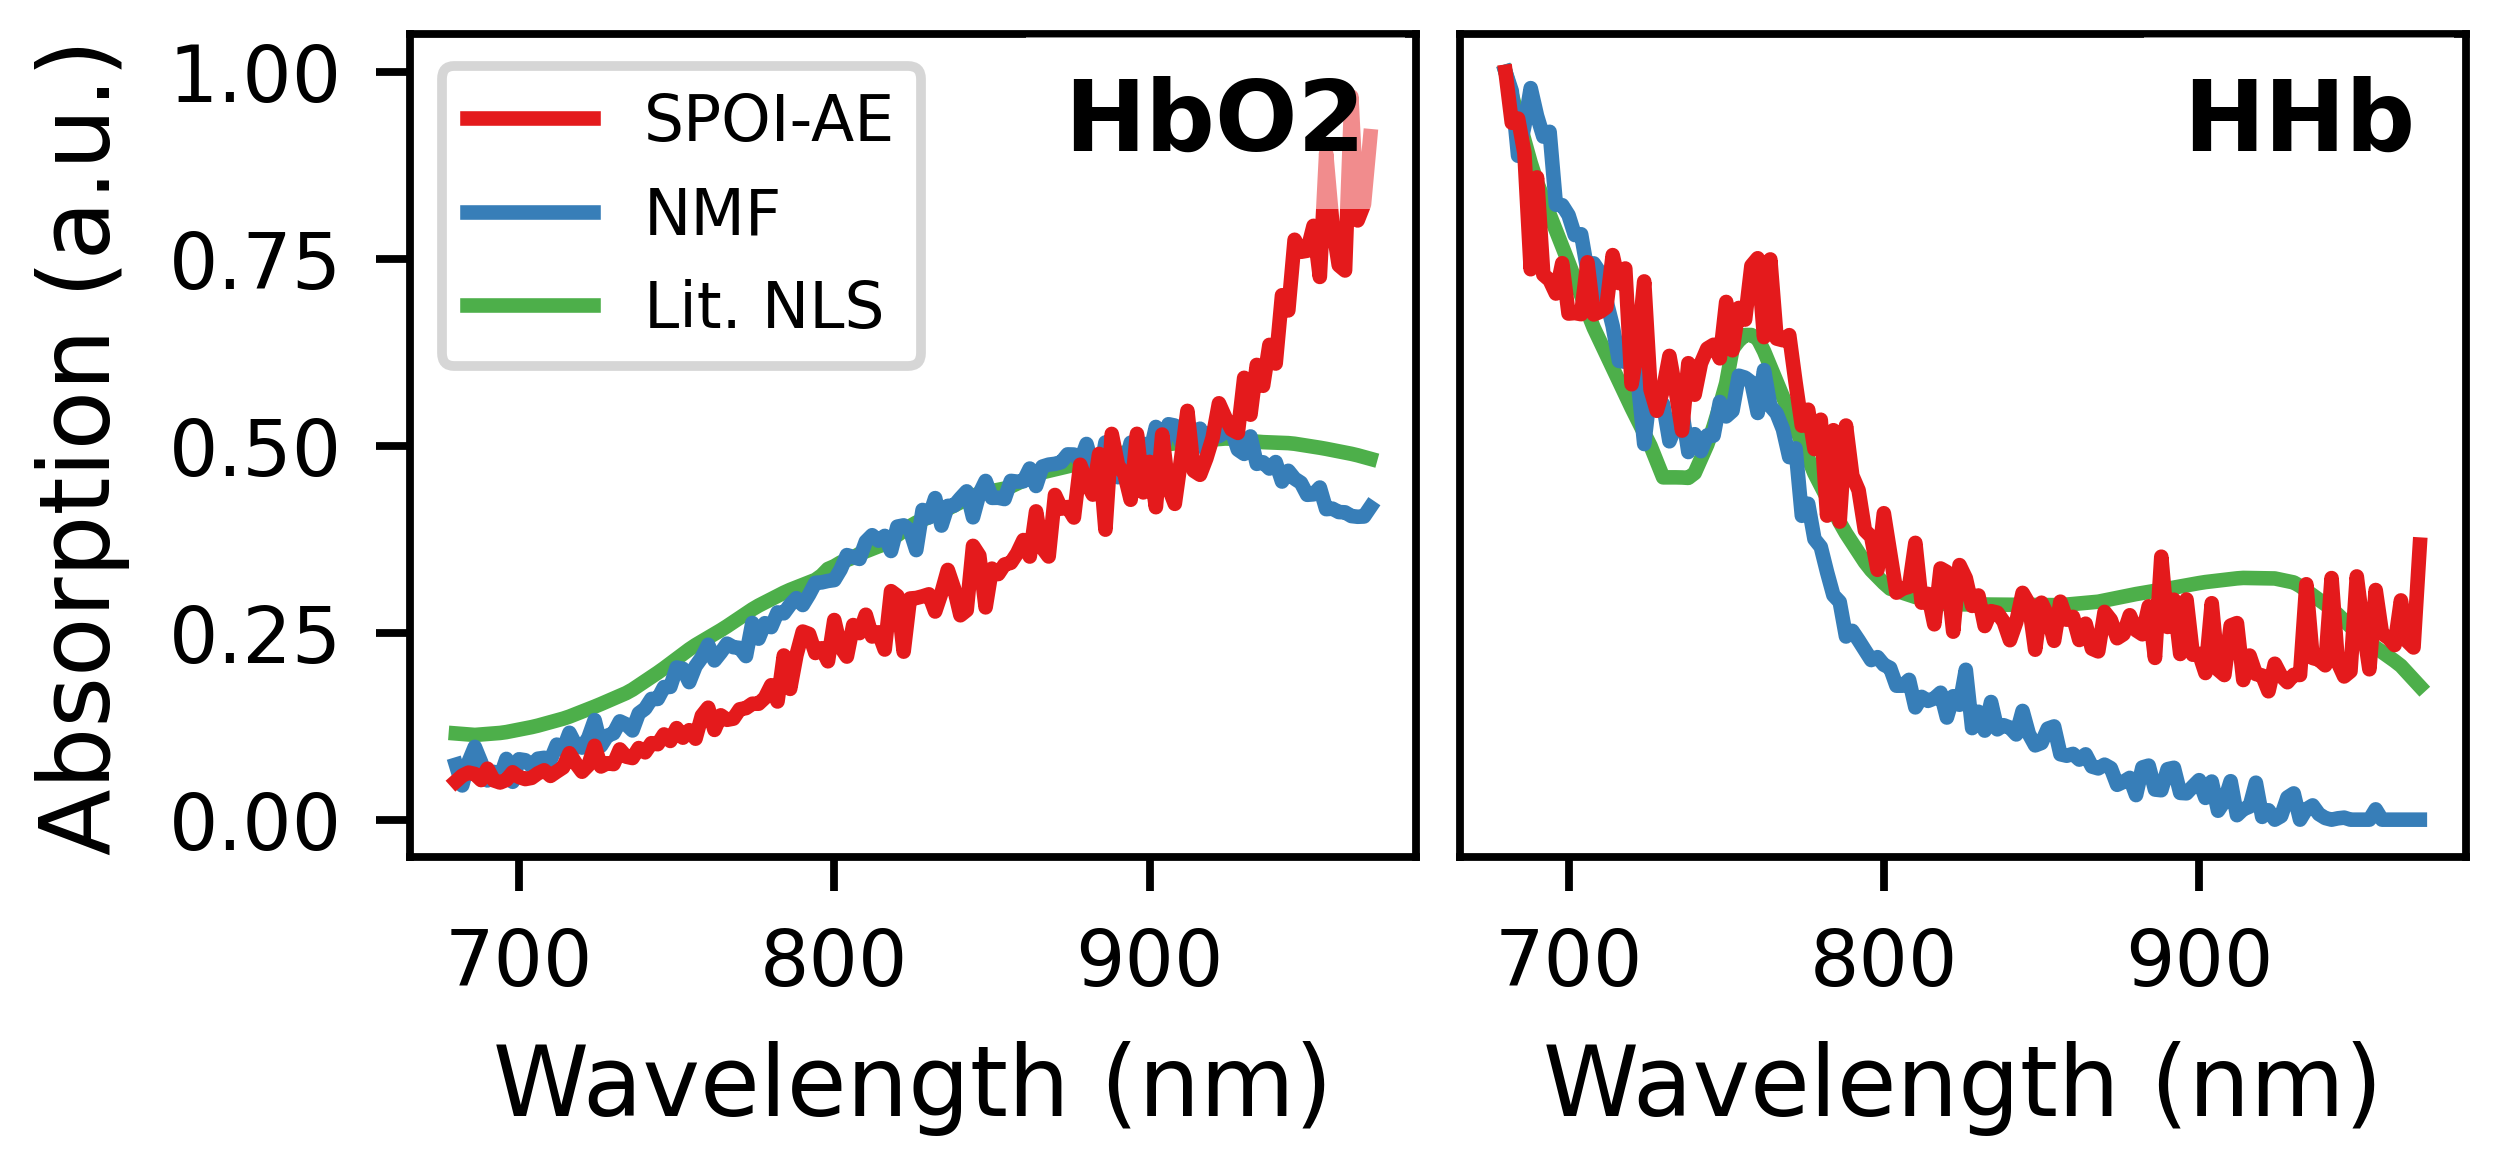 Absorption (a.u.)
1.00
0.75
0.50
0.25
0.00
SPOI-AE
NMF
Lit. NLS
HbO2
700 800 900
Wavelength (nm)
HHb
700 800 900
Wavelength (nm)